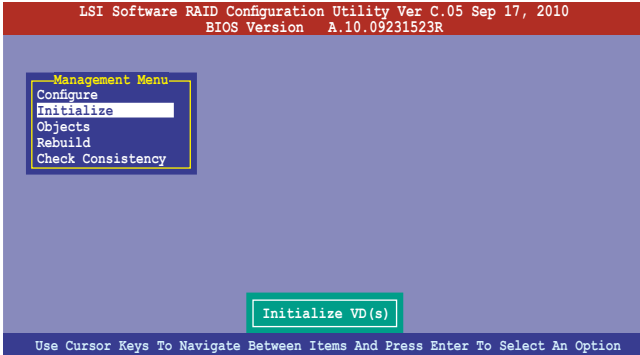 LSI Software RAID Configuration Utility Ver C.05 Sep 17, 2010
BIOS Version A.10.09231523R
Management Menu
Configure
Initialize
Objects
Rebuild
Check Consistency
Initialize VD(s)
Use Cursor Keys To Navigate Between Items And Press Enter To Select An Option